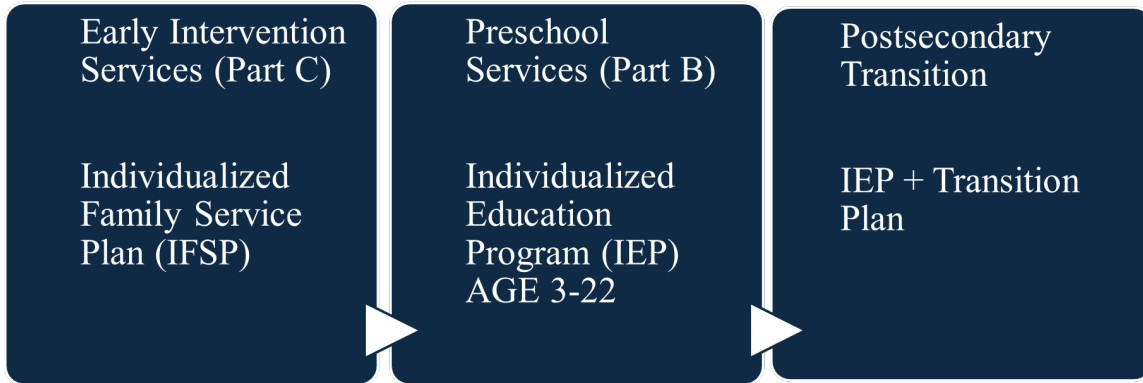 Early Intervention
Services (Part C)
Individualized
Family Service
Plan (IFSP)
Preschool
Services (Part B)
Individualized
Education
Program (IEP)
AGE 3-22
Postsecondary
Transition
IEP + Transition
Plan